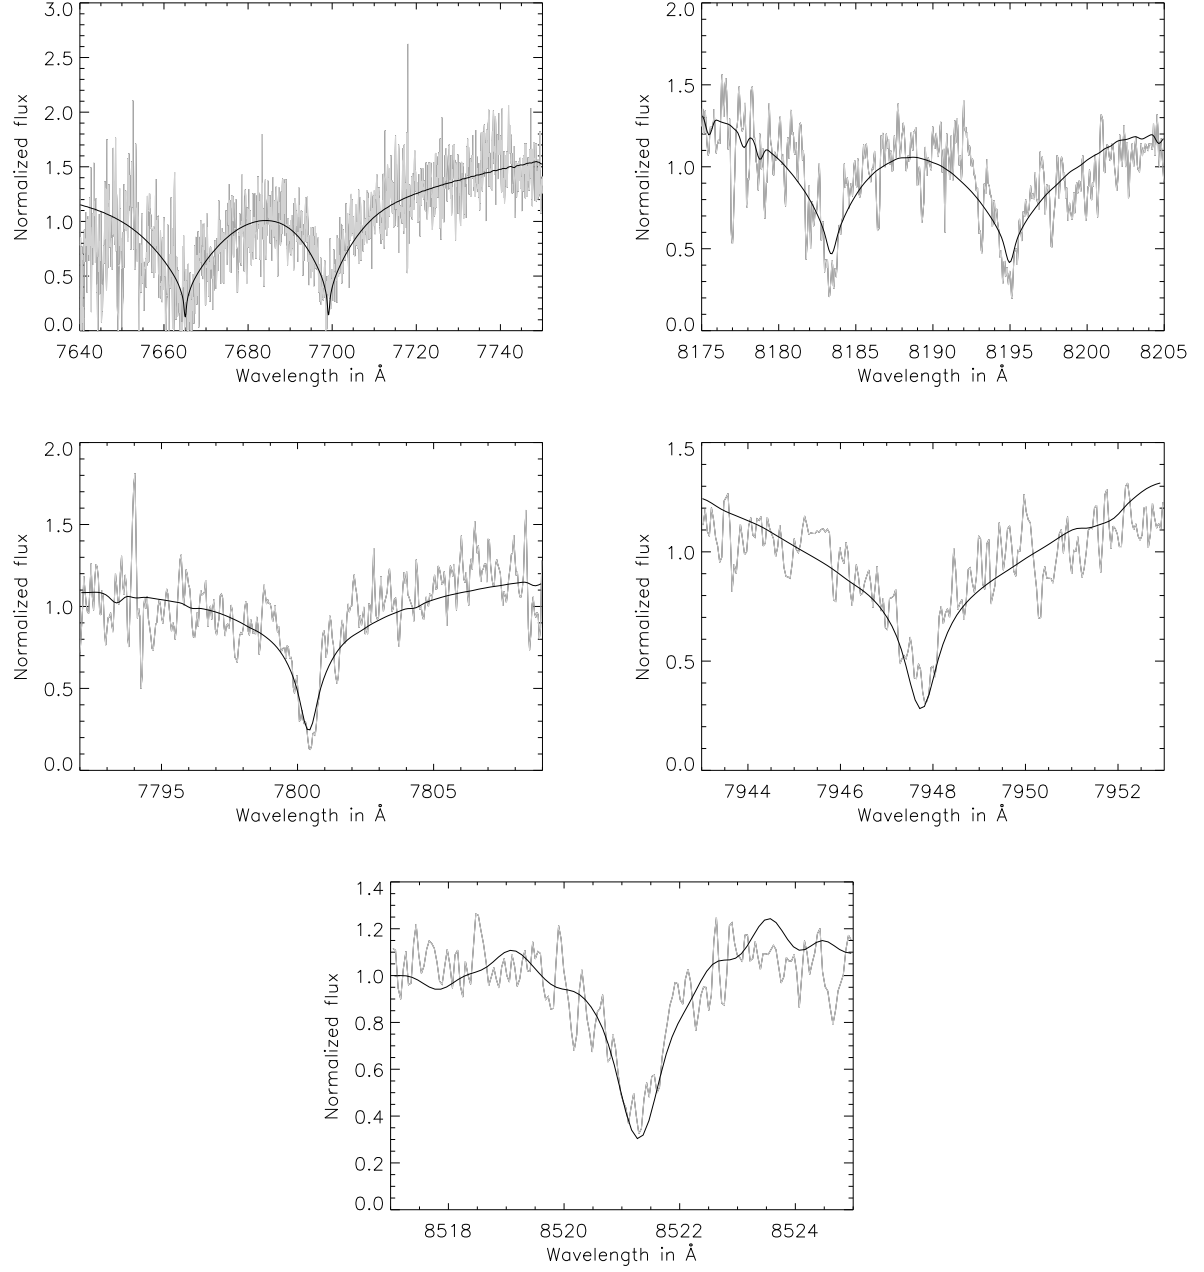 3.0
2.5
2.0
1.5
1.0
0.5
0.0
Normalized flux
7640 7660 7680 7700 7720 7740
Wavelength in Å
2.0
1.5
1.0
0.5
0.0
Normalized flux
8175 8180 8185 8190 8195 8200 8205
Wavelength in Å
2.0
1.5
1.0
0.5
0.0
Normalized flux
7795 7800 7805
Wavelength in Å
1.5
1.0
0.5
0.0
Normalized flux
7944 7946 7948 7950 7952
Wavelength in Å
1.4
1.2
1.0
0.8
0.6
0.4
0.2
0.0
Normalized flux
8518 8520 8522 8524
Wavelength in Å